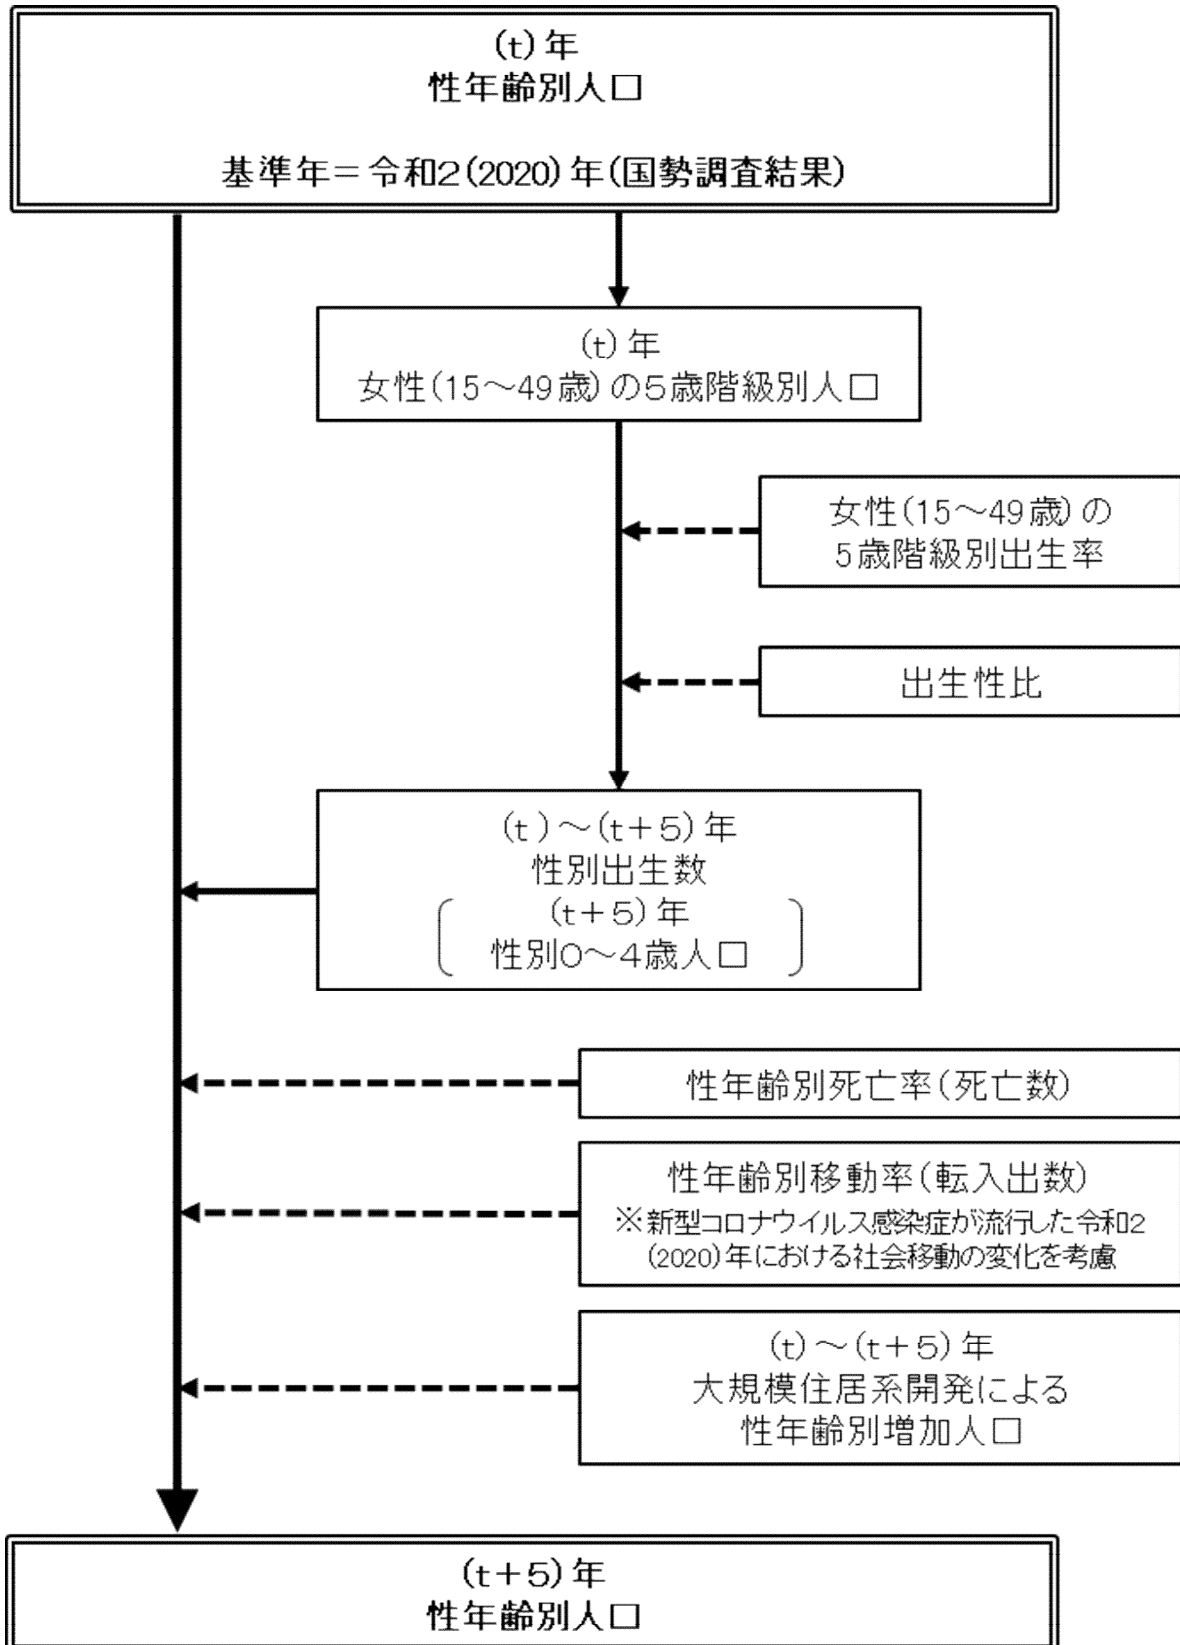 (t)年
性年齢別人口
基準年＝令和2(2020)年(国勢調査結果)
(t)年
女性(15～49歳)の5歳階級別人口
女性(15～49歳)の
5歳階級別出生率
出生性比
(t)～(t＋5)年
性別出生数
(t＋5)年
性別0～4歳人口
性年齢別死亡率(死亡数)
性年齢別移動率(転入出数)
※新型コロナウイルス感染症が流行した令和2
(2020)年における社会移動の変化を考慮
(t)～(t＋5)年
大規模住居系開発による
性年齢別増加人口
(t＋5)年
性年齢別人口